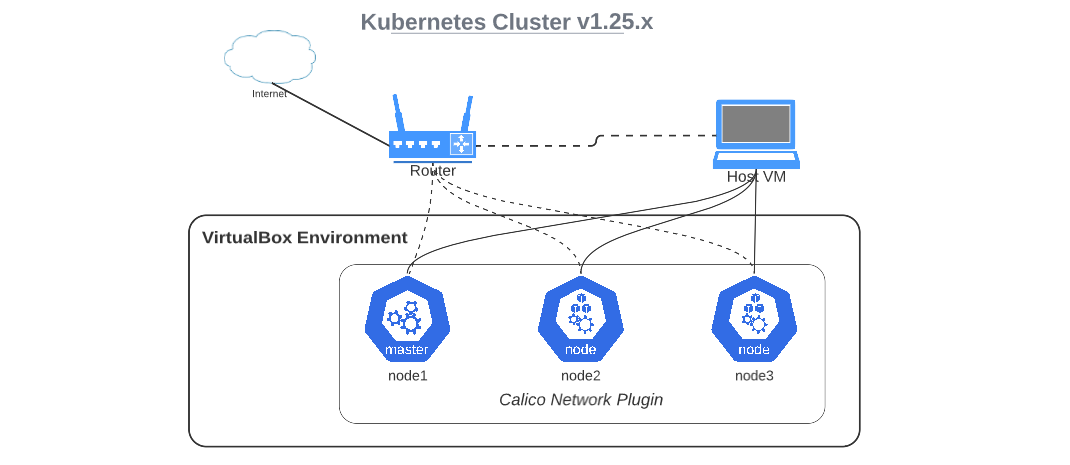 Kubernetes Cluster v1.25.x
Internet
Router
Host VM
VirtualBox Environment
master
node
node
node1
node2
node3
Calico Network Plugin